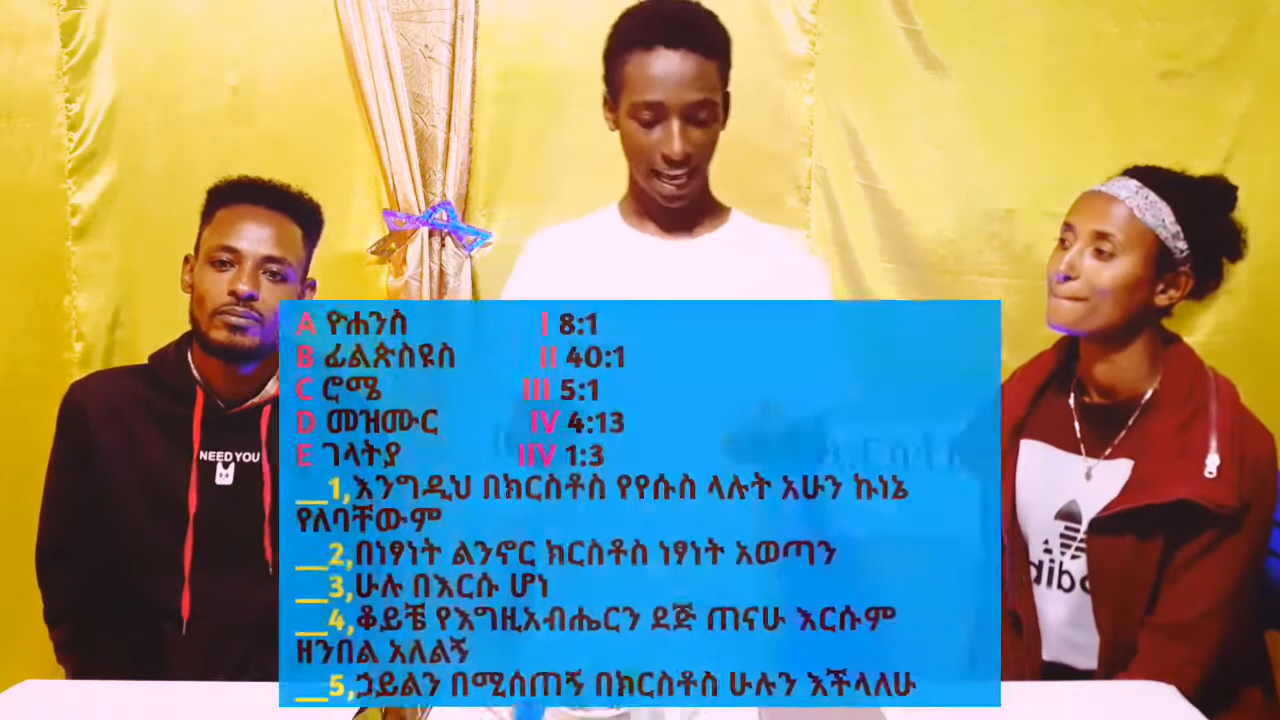 NEED YOU
A ዮሐንስ I 8:1
B ፊልጵስዩስ II 40:1
C ሮሜ III 5:1
D መዝሙር IV 4:13
E ገላትያ IIV 1:3
__1,እንግዲህ በክርስቶስ የየሱስ ላሉት አሁን ኩነኔ
የለባቸውም
__2,በነፃነት ልንኖር ክርስቶስ ነፃነት አወጣን
__3,ሁሉ በእርሱ ሆነ
__4,ቆይቼ የእግዚአብሔርን ደጅ ጠናሁ እርሱም
ዘንበል አለልኝ
__5,ኃይልን በሚሰጠኝ በክርስቶስ ሁሉን እችላለሁ